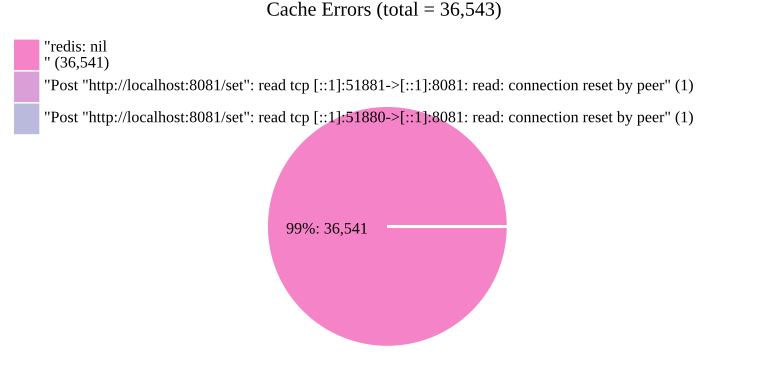 Cache Errors (total = 36,543)
"redis: nil
" (36,541)
"Post "http://localhost:8081/set": read tcp [::1]:51881->[::1]:8081: read: connection reset by peer" (1)
"Post "http://localhost:8081/set": read tcp [::1]:51880->[::1]:8081: read: connection reset by peer" (1)
99%: 36,541